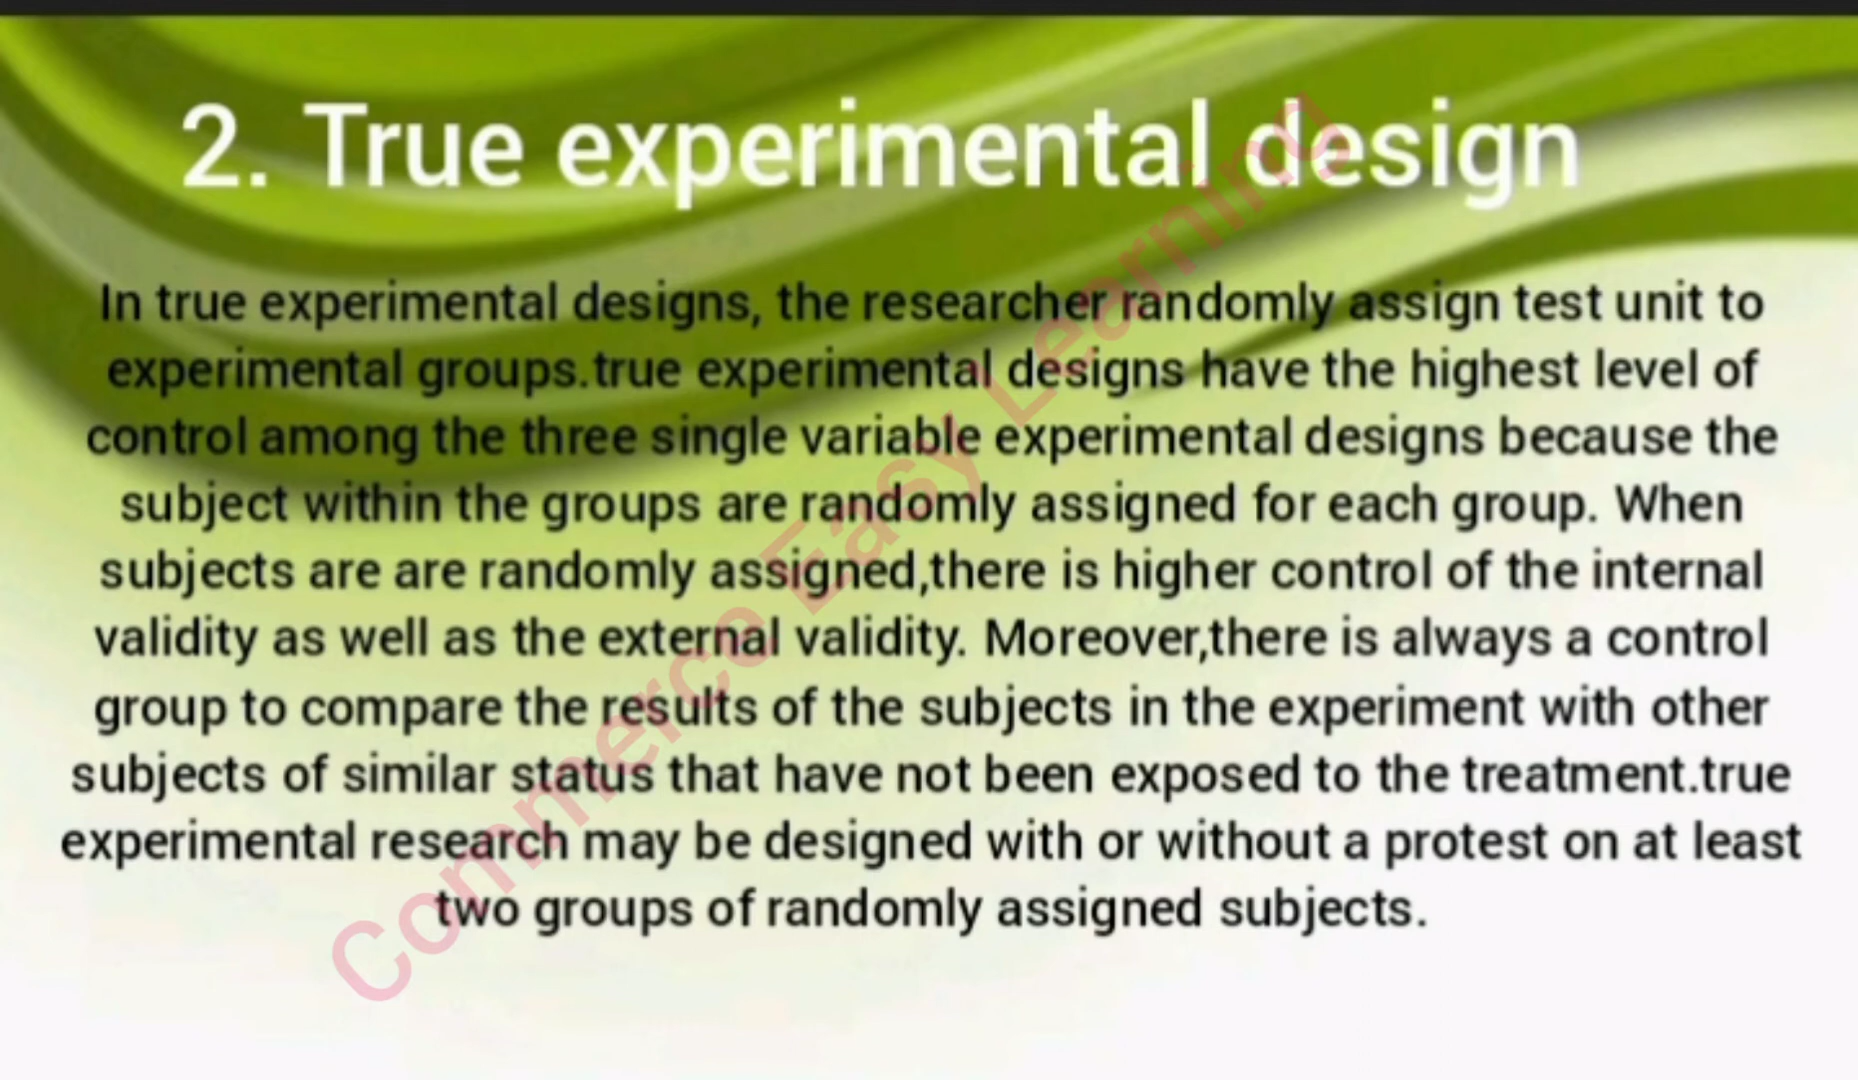 2. True experimental design
In true experimental designs, the researcher randomly assign test unit to
experimental groups.true experimental designs have the highest level of
control among the three single variable experimental designs because the
subject within the groups are randomly assigned for each group. When
subjects are are randomly assigned,there is higher control of the internal
validity as well as the external validity. Moreover,there is always a control
group to compare the results of the subjects in the experiment with other
subjects of similar status that have not been exposed to the treatment.true
experimental research may be designed with or without a protest on at least
two groups of randomly assigned subjects.
Commerce Easy Learning